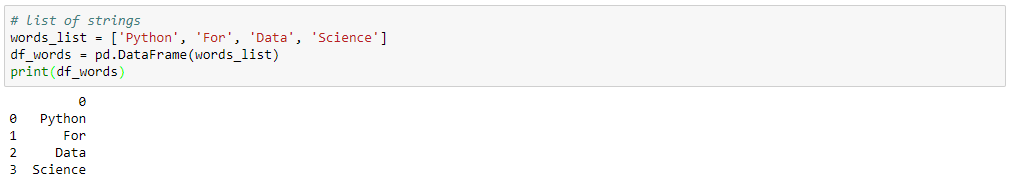 # list of strings
words_list = ['Python', 'For', 'Data', 'Science']
df_words = pd.DataFrame(words_list)
print(df_words)
         0
0   Python
1      For
2     Data
3  Science